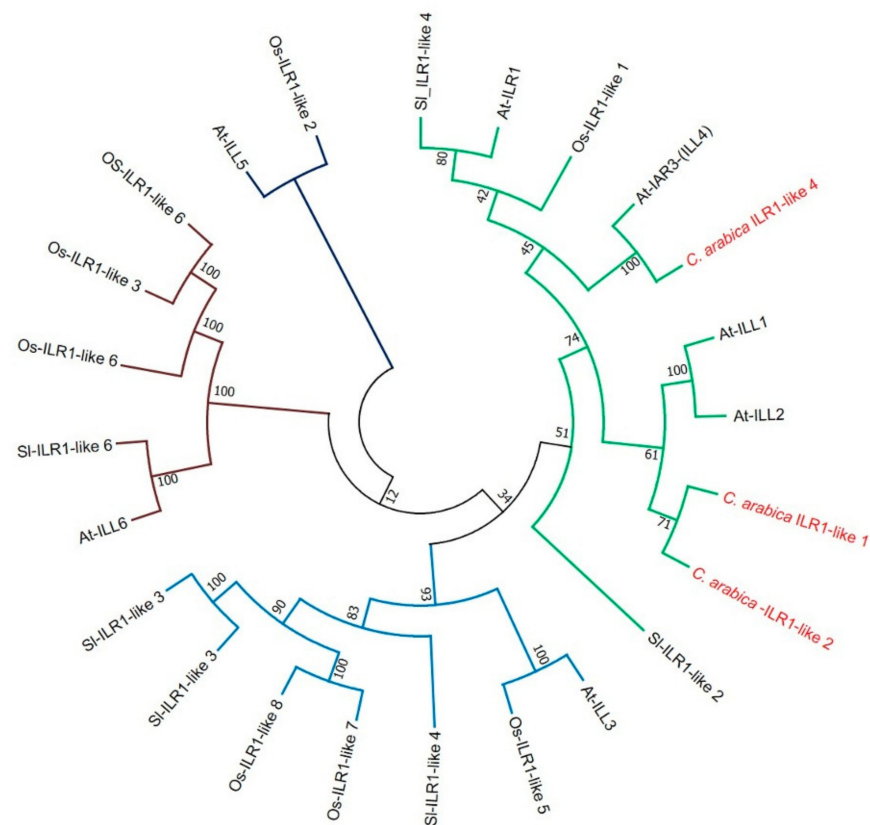 Sl_ILR1-like 4
At-ILR1
Os-ILR1-like 1
At-IAR3-(ILL4)
C. arabica ILR1-like 4
At-ILL1
At-ILL2
C. arabica ILR1-like 1
C. arabica -ILR1-like 2
Sl-ILR1-like 2
At-ILL3
Os-ILR1-like 5
Sl-ILR1-like 4
Os-ILR1-like 7
Os-ILR1-like 8
Sl-ILR1-like 3
Sl-ILR1-like 3
At-ILL6
Sl-ILR1-like 6
Os-ILR1-like 6
Os-ILR1-like 3
OS-ILR1-like 6
At-ILL5
Os-ILR1-like 2
80
42
45
100
74
100
61
71
51
34
12
93
100
83
90
100
100
100
100
100
100